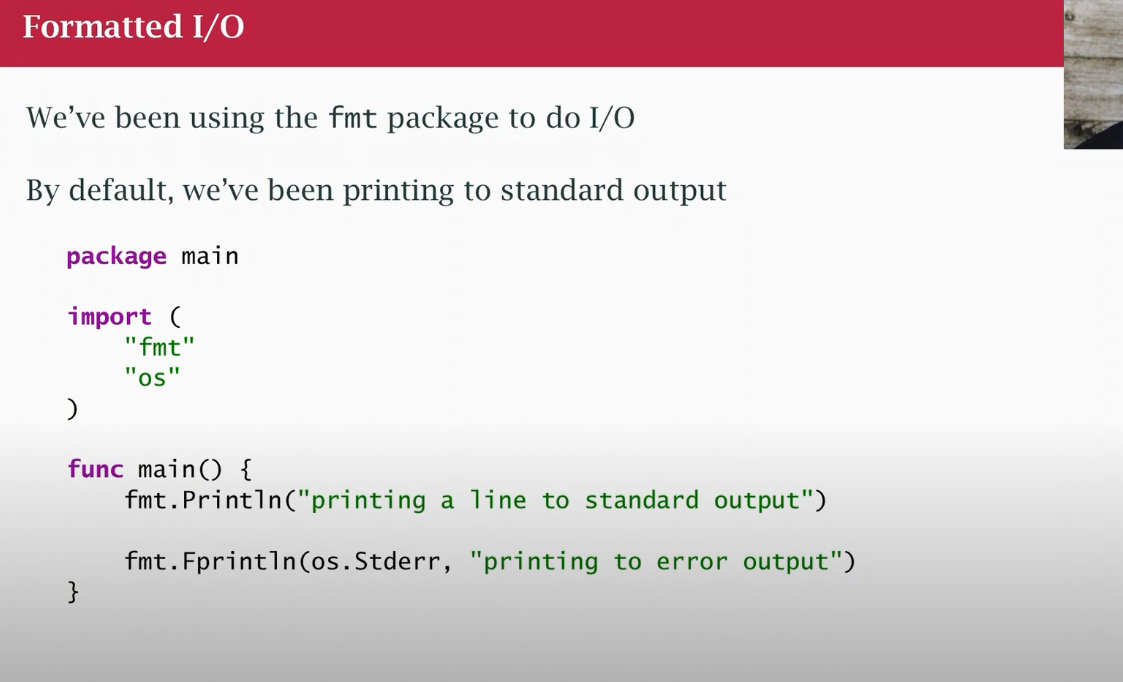 Formatted I/O
We’ve been using the fmt package to do I/O
By default, we’ve been printing to standard output
package main
import (
    "fmt"
    "os"
)
func main() {
    fmt.Println("printing a line to standard output")
    fmt.Fprintln(os.Stderr, "printing to error output")
}